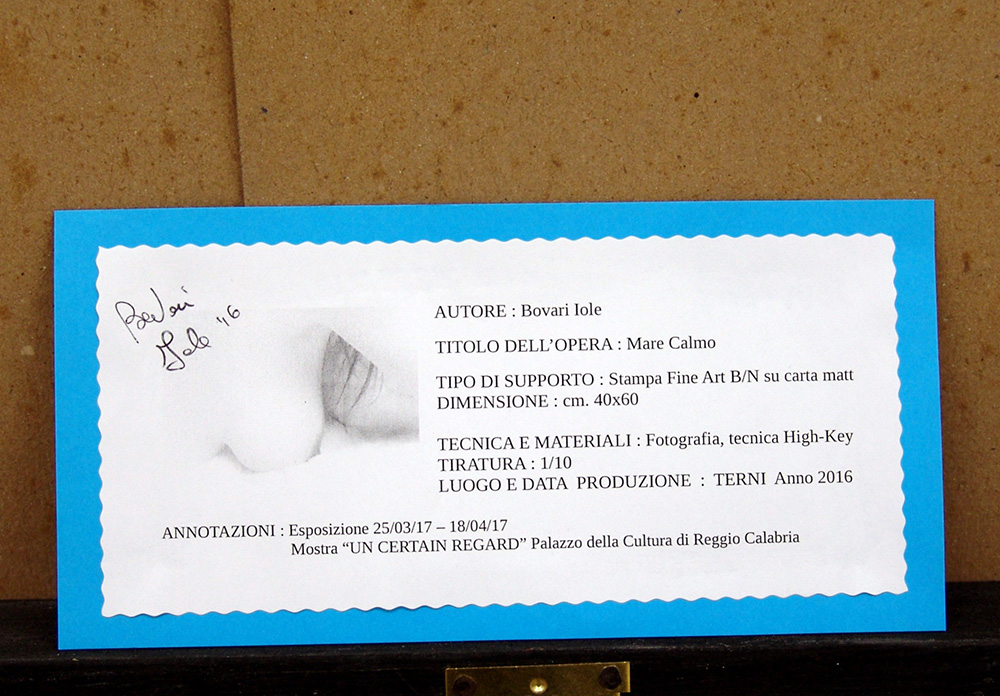 Bovari
Iole '16
AUTORE : Bovari Iole
TITOLO DELL'OPERA : Mare Calmo
TIPO DI SUPPORTO : Stampa Fine Art B/N su carta matt
DIMENSIONE : cm. 40x60
TECNICA E MATERIALI : Fotografia, tecnica High-Key
TIRATURA : 1/10
LUOGO E DATA PRODUZIONE : TERNI Anno 2016
ANNOTAZIONI : Esposizione 25/03/17 – 18/04/17
Mostra “UN CERTAIN REGARD” Palazzo della Cultura di Reggio Calabria